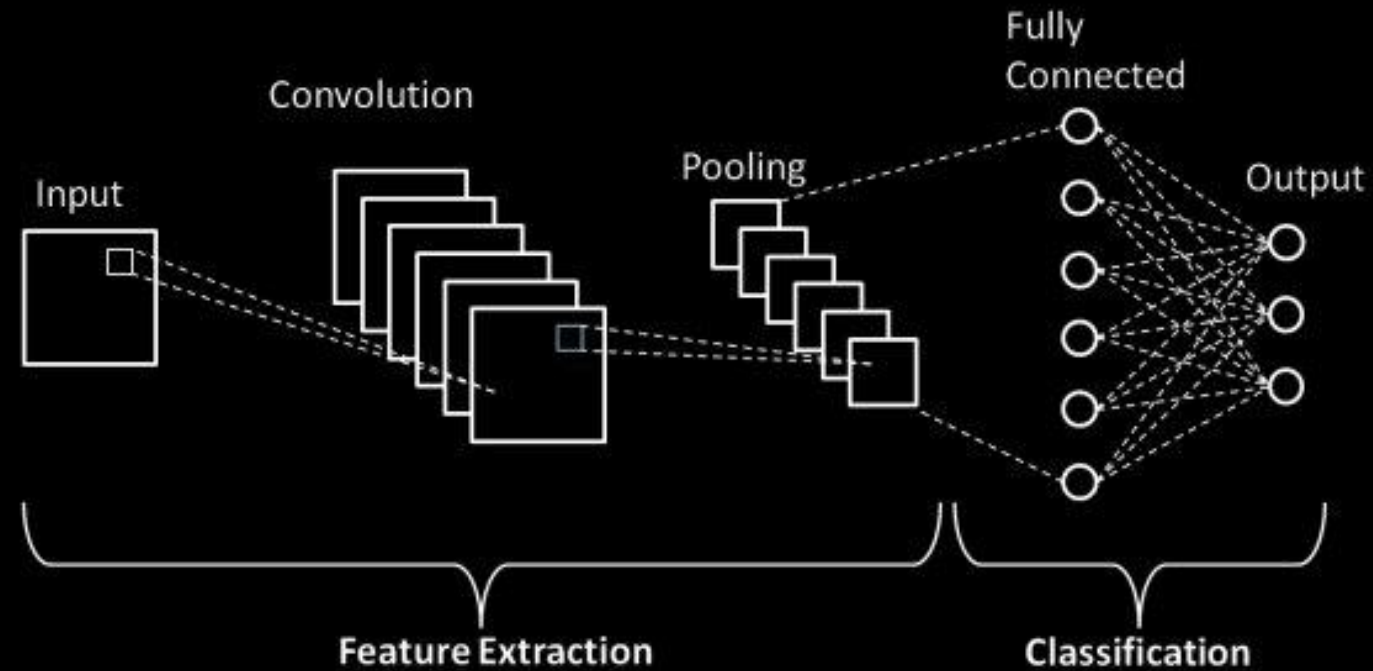 Fully
Connected
Convolution
Pooling
Output
Input
Feature Extraction
Classification